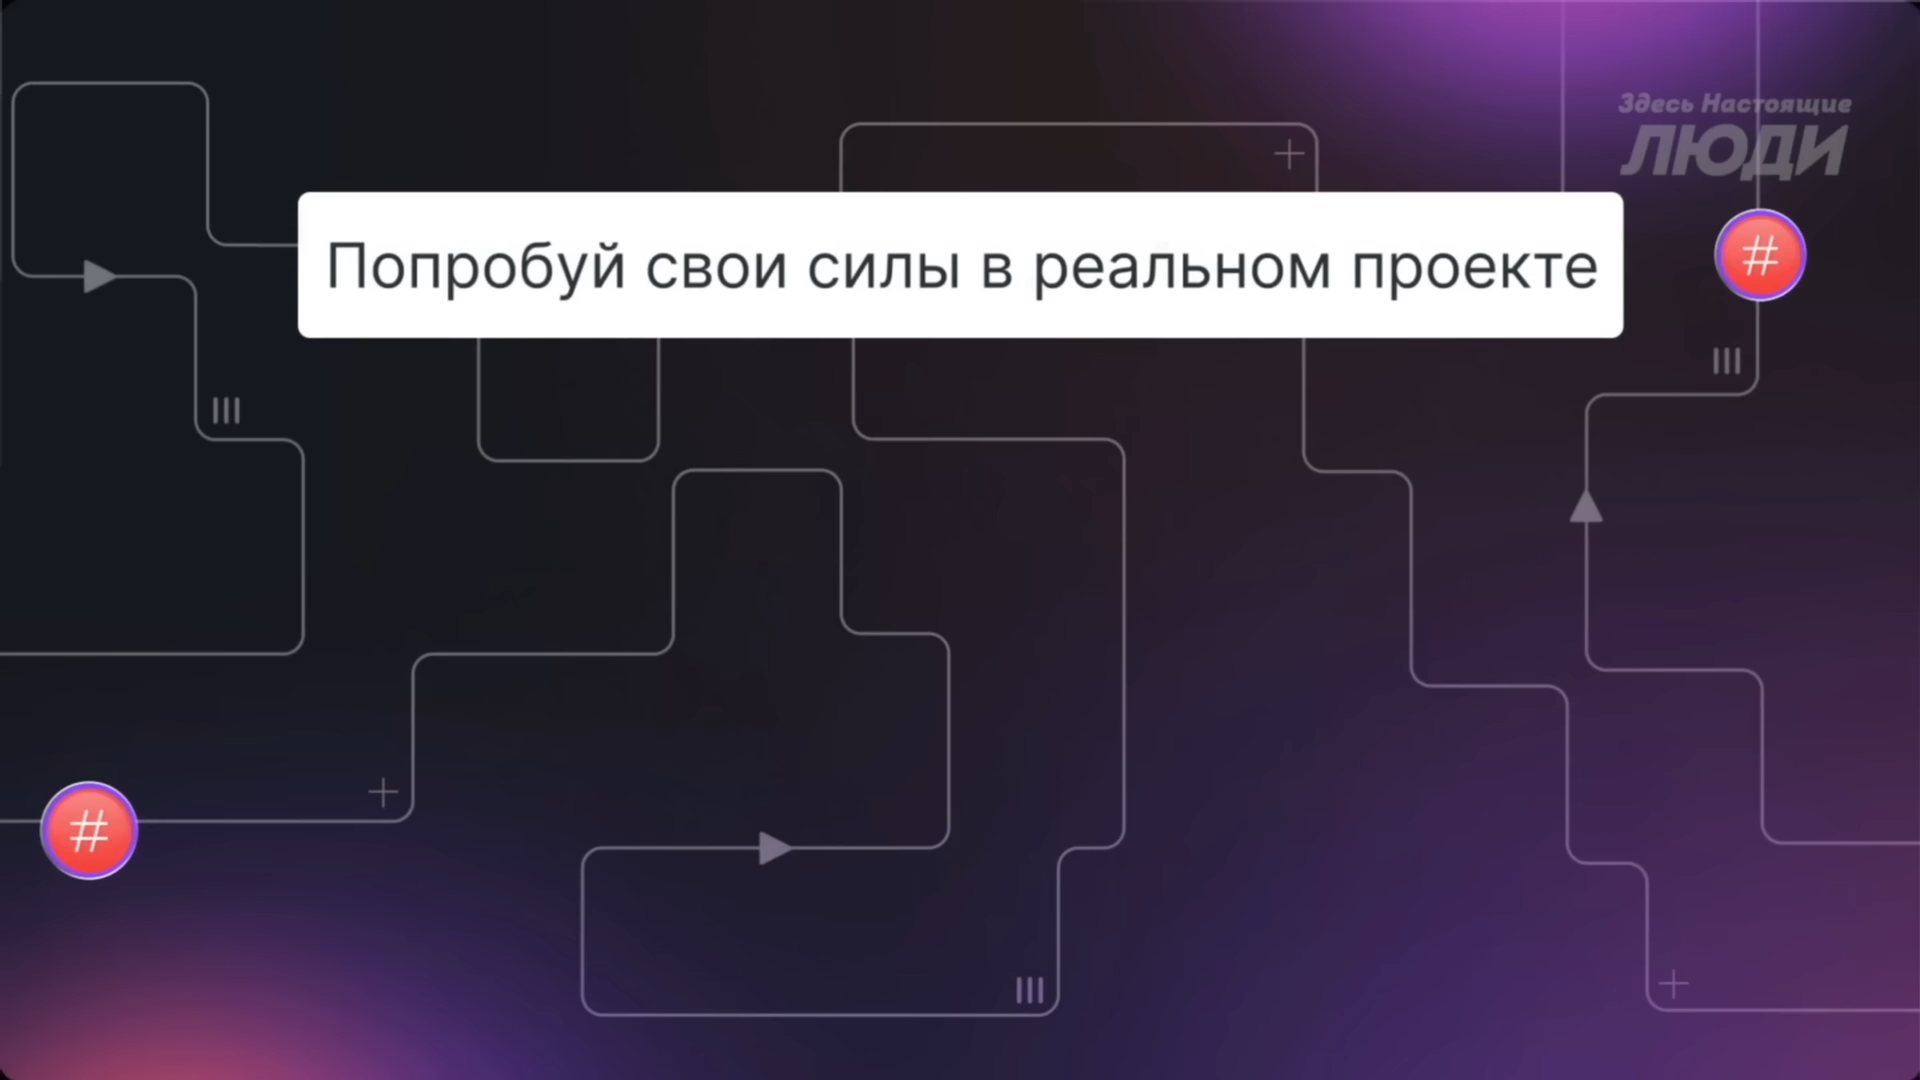 Здесь Настоящие
ЛЮДИ
Попробуй свои силы в реальном проекте
#
#